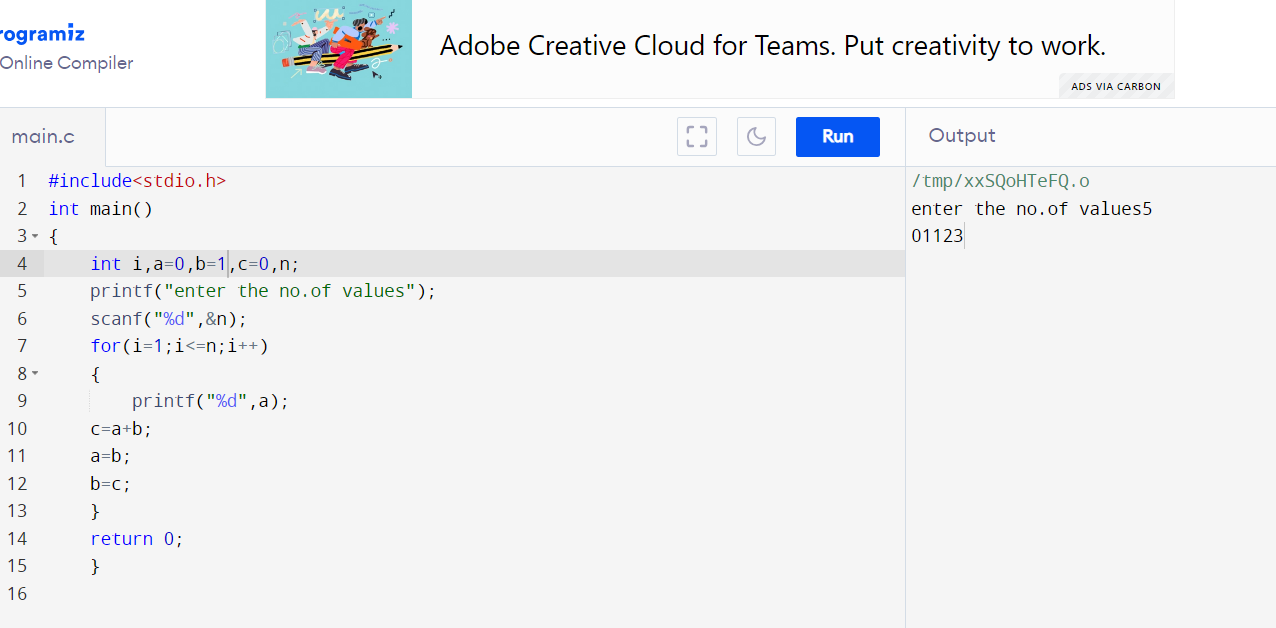 rogramiz
Online Compiler
Adobe Creative Cloud for Teams. Put creativity to work.
ADS VIA CARBON
main.c
Run
Output
1 #include<stdio.h>
2 int main()
3 {
4 int i,a=0,b=1,c=0,n;
5 printf("enter the no.of values");
6 scanf("%d",&n);
7 for(i=1;i<=n;i++)
8 {
9 printf("%d",a);
10 c=a+b;
11 a=b;
12 b=c;
13 }
14 return 0;
15 }
16
/tmp/xxSQoHTeFQ.o
enter the no.of values5
01123